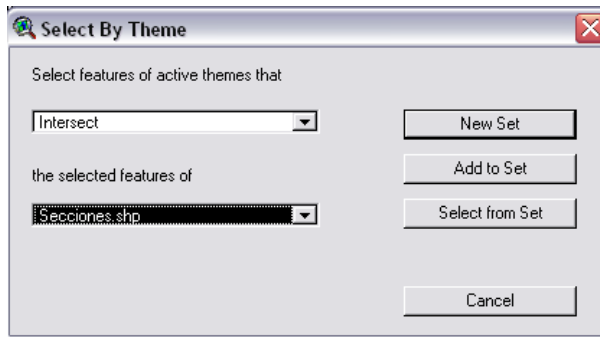 Select By Theme
Select features of active themes that
Intersect
New Set
the selected features of
Add to Set
Secciones.shp
Select from Set
Cancel